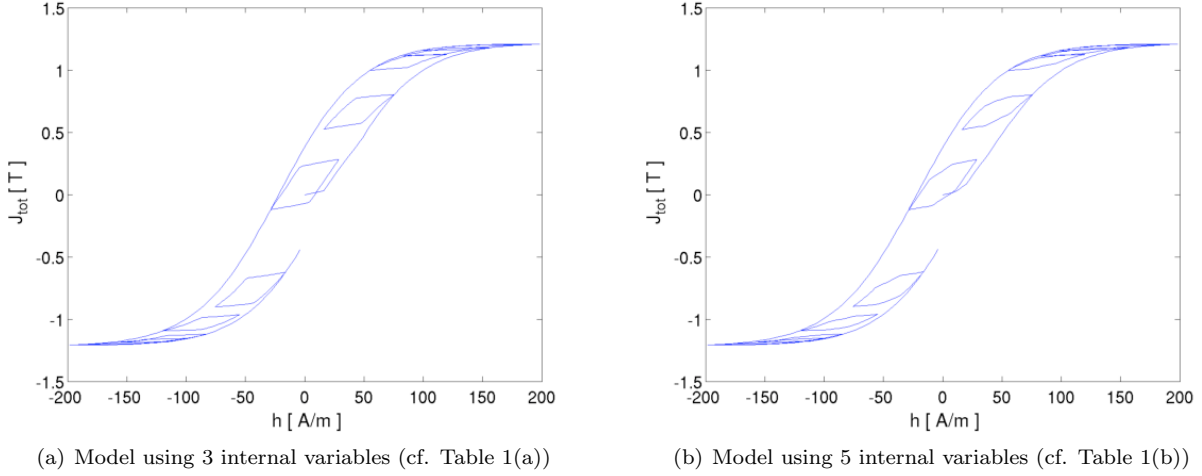 1.5
1
0.5
0
-0.5
-1
-1.5
J_tot [ T ]
-200 -150 -100 -50 0 50 100 150 200
h [ A/m ]
(a) Model using 3 internal variables (cf. Table 1(a))
1.5
1
0.5
0
-0.5
-1
-1.5
J_tot [ T ]
-200 -150 -100 -50 0 50 100 150 200
h [ A/m ]
(b) Model using 5 internal variables (cf. Table 1(b))